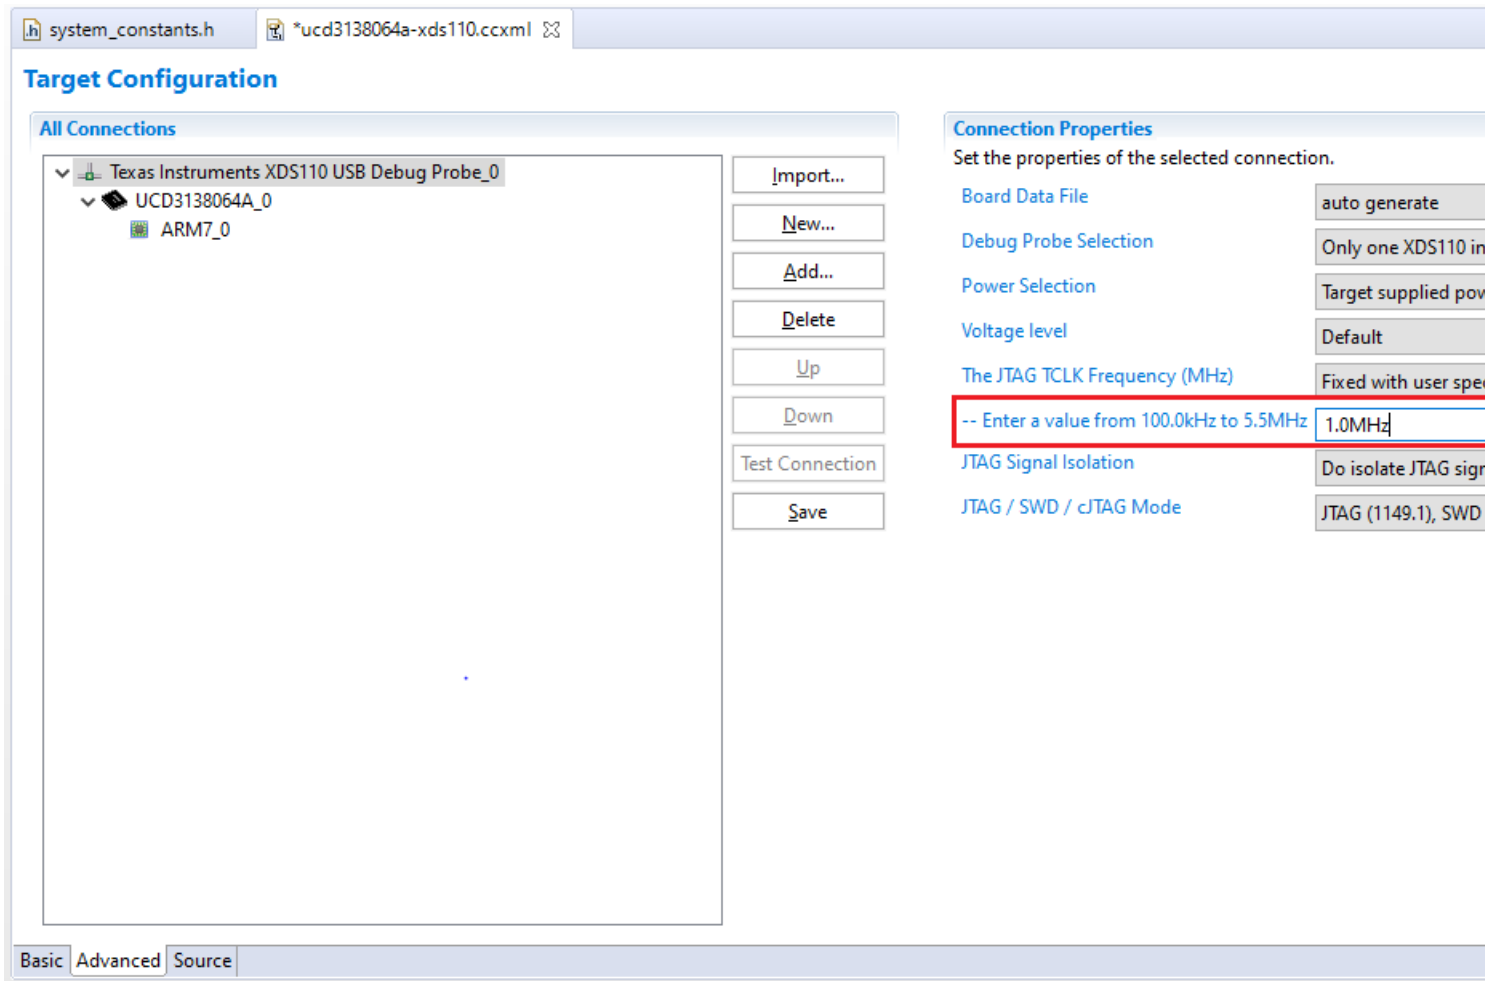 system_constants.h
*ucd3138064a-xds110.ccxml
Target Configuration
All Connections
Texas Instruments XDS110 USB Debug Probe_0
UCD3138064A_0
ARM7_0
Import...
New...
Add...
Delete
Up
Down
Test Connection
Save
Connection Properties
Set the properties of the selected connection.
Board Data File
auto generate
Debug Probe Selection
Only one XDS110 in
Power Selection
Target supplied pow
Voltage level
Default
The JTAG TCLK Frequency (MHz)
Fixed with user spe
-- Enter a value from 100.0kHz to 5.5MHz
1.0MHz
JTAG Signal Isolation
Do isolate JTAG sign
JTAG / SWD / cJTAG Mode
JTAG (1149.1), SWD
Basic
Advanced
Source